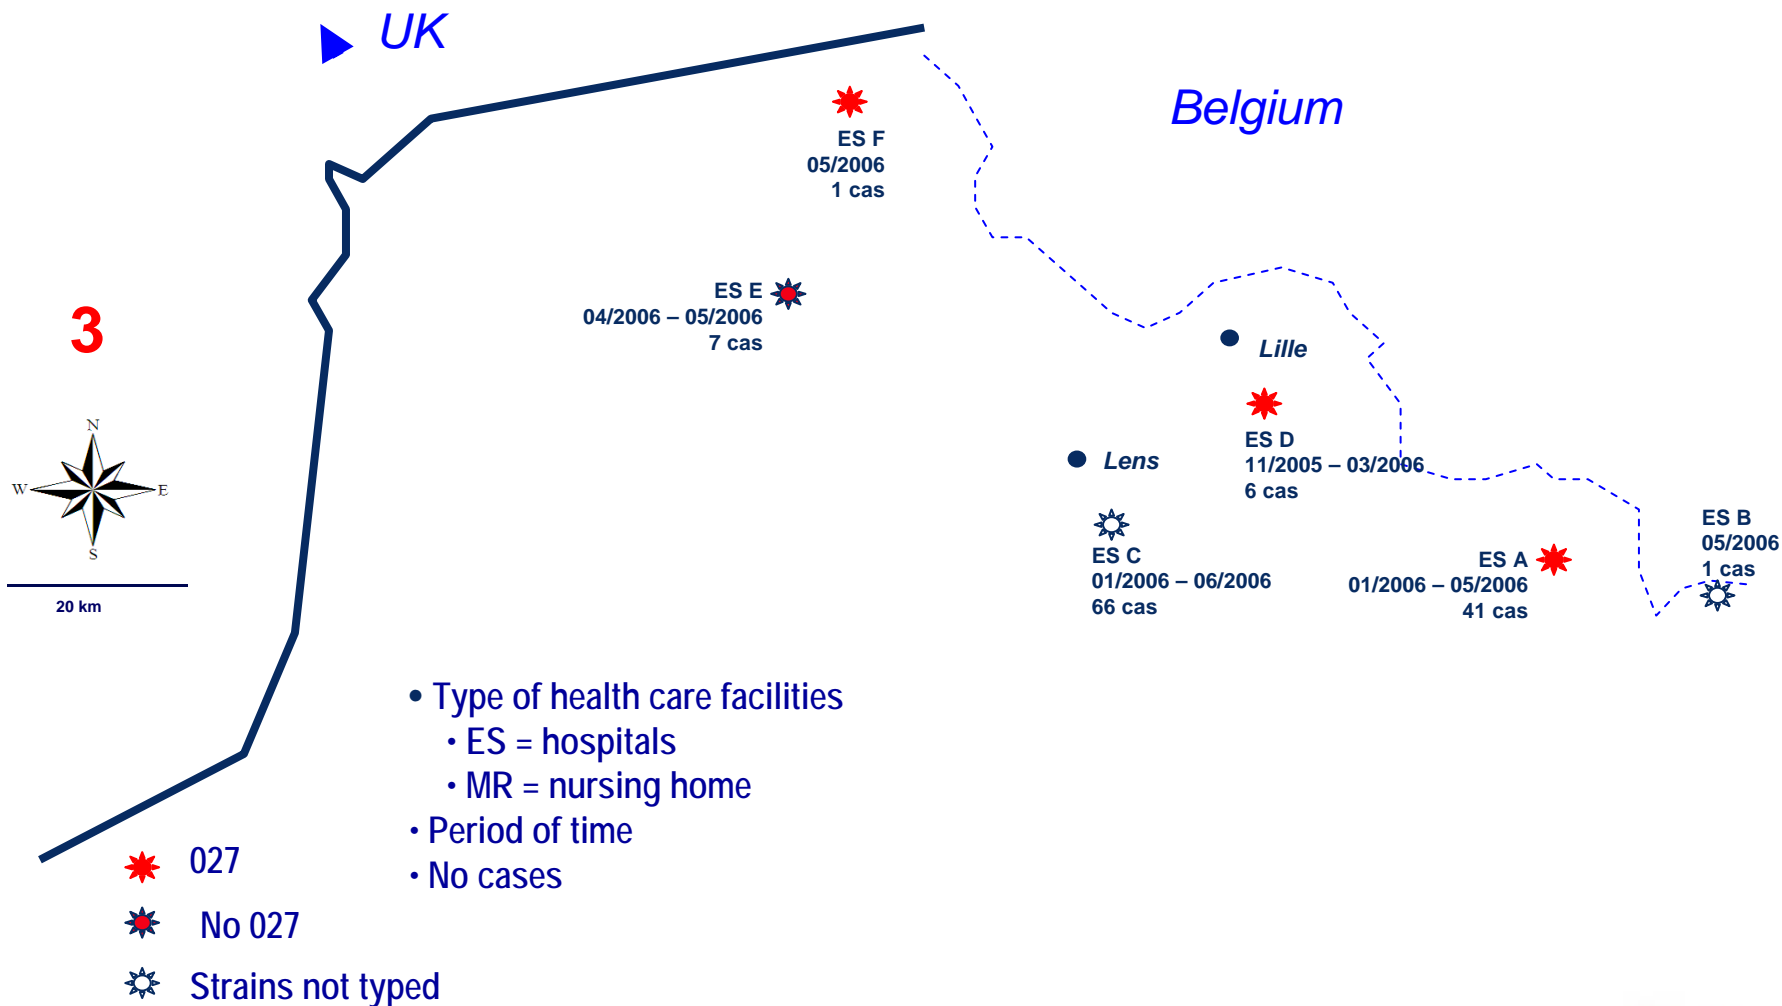 UK
Belgium
ES F
05/2006
1 cas
ES E
04/2006 – 05/2006
7 cas
3
Lille
ES D
11/2005 – 03/2006
6 cas
Lens
N
W
E
S
20 km
ES C
01/2006 – 06/2006
66 cas
ES A
01/2006 – 05/2006
41 cas
ES B
05/2006
1 cas
• Type of health care facilities
• ES = hospitals
• MR = nursing home
• Period of time
• No cases
027
No 027
Strains not typed